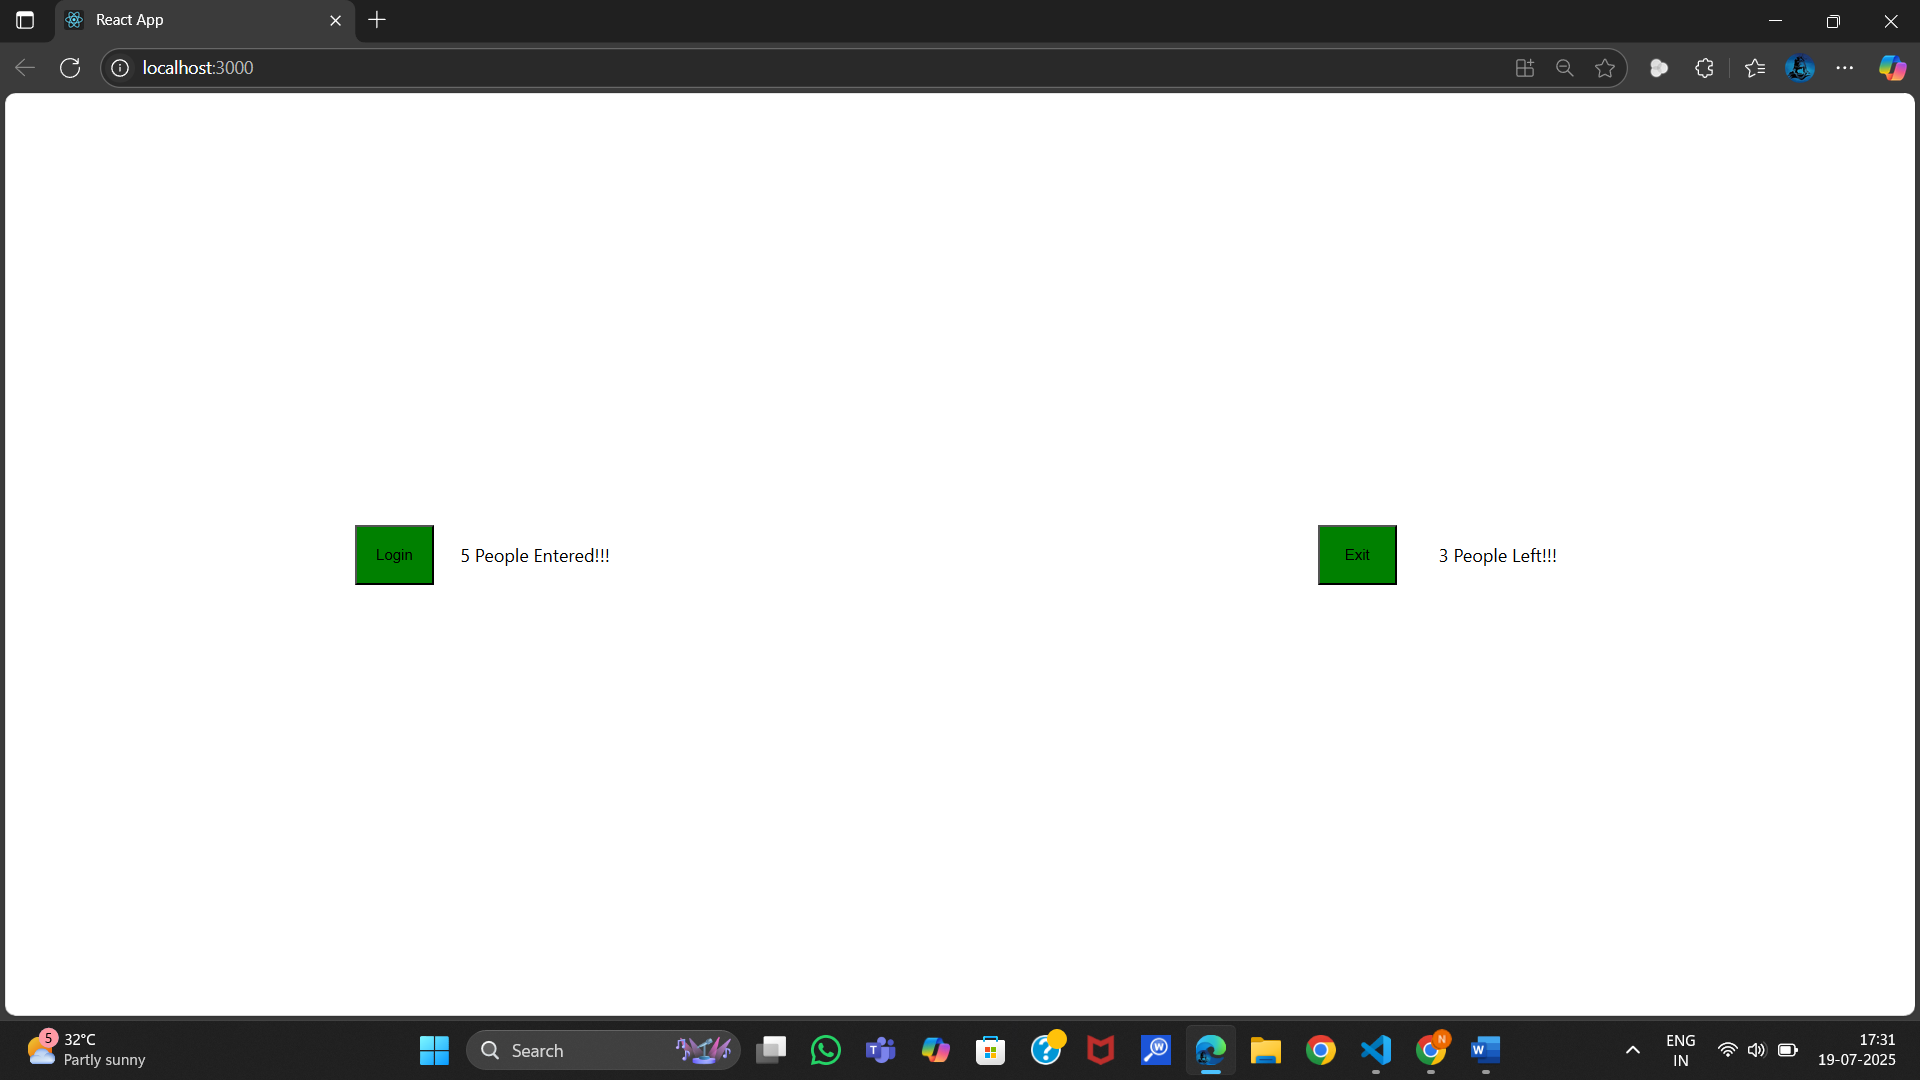 React App
localhost:3000
Login
5 People Entered!!!
Exit
3 People Left!!!
5
32°C
Partly sunny
Search
T
?
W
N
W
ENG
IN
17:31
19-07-2025